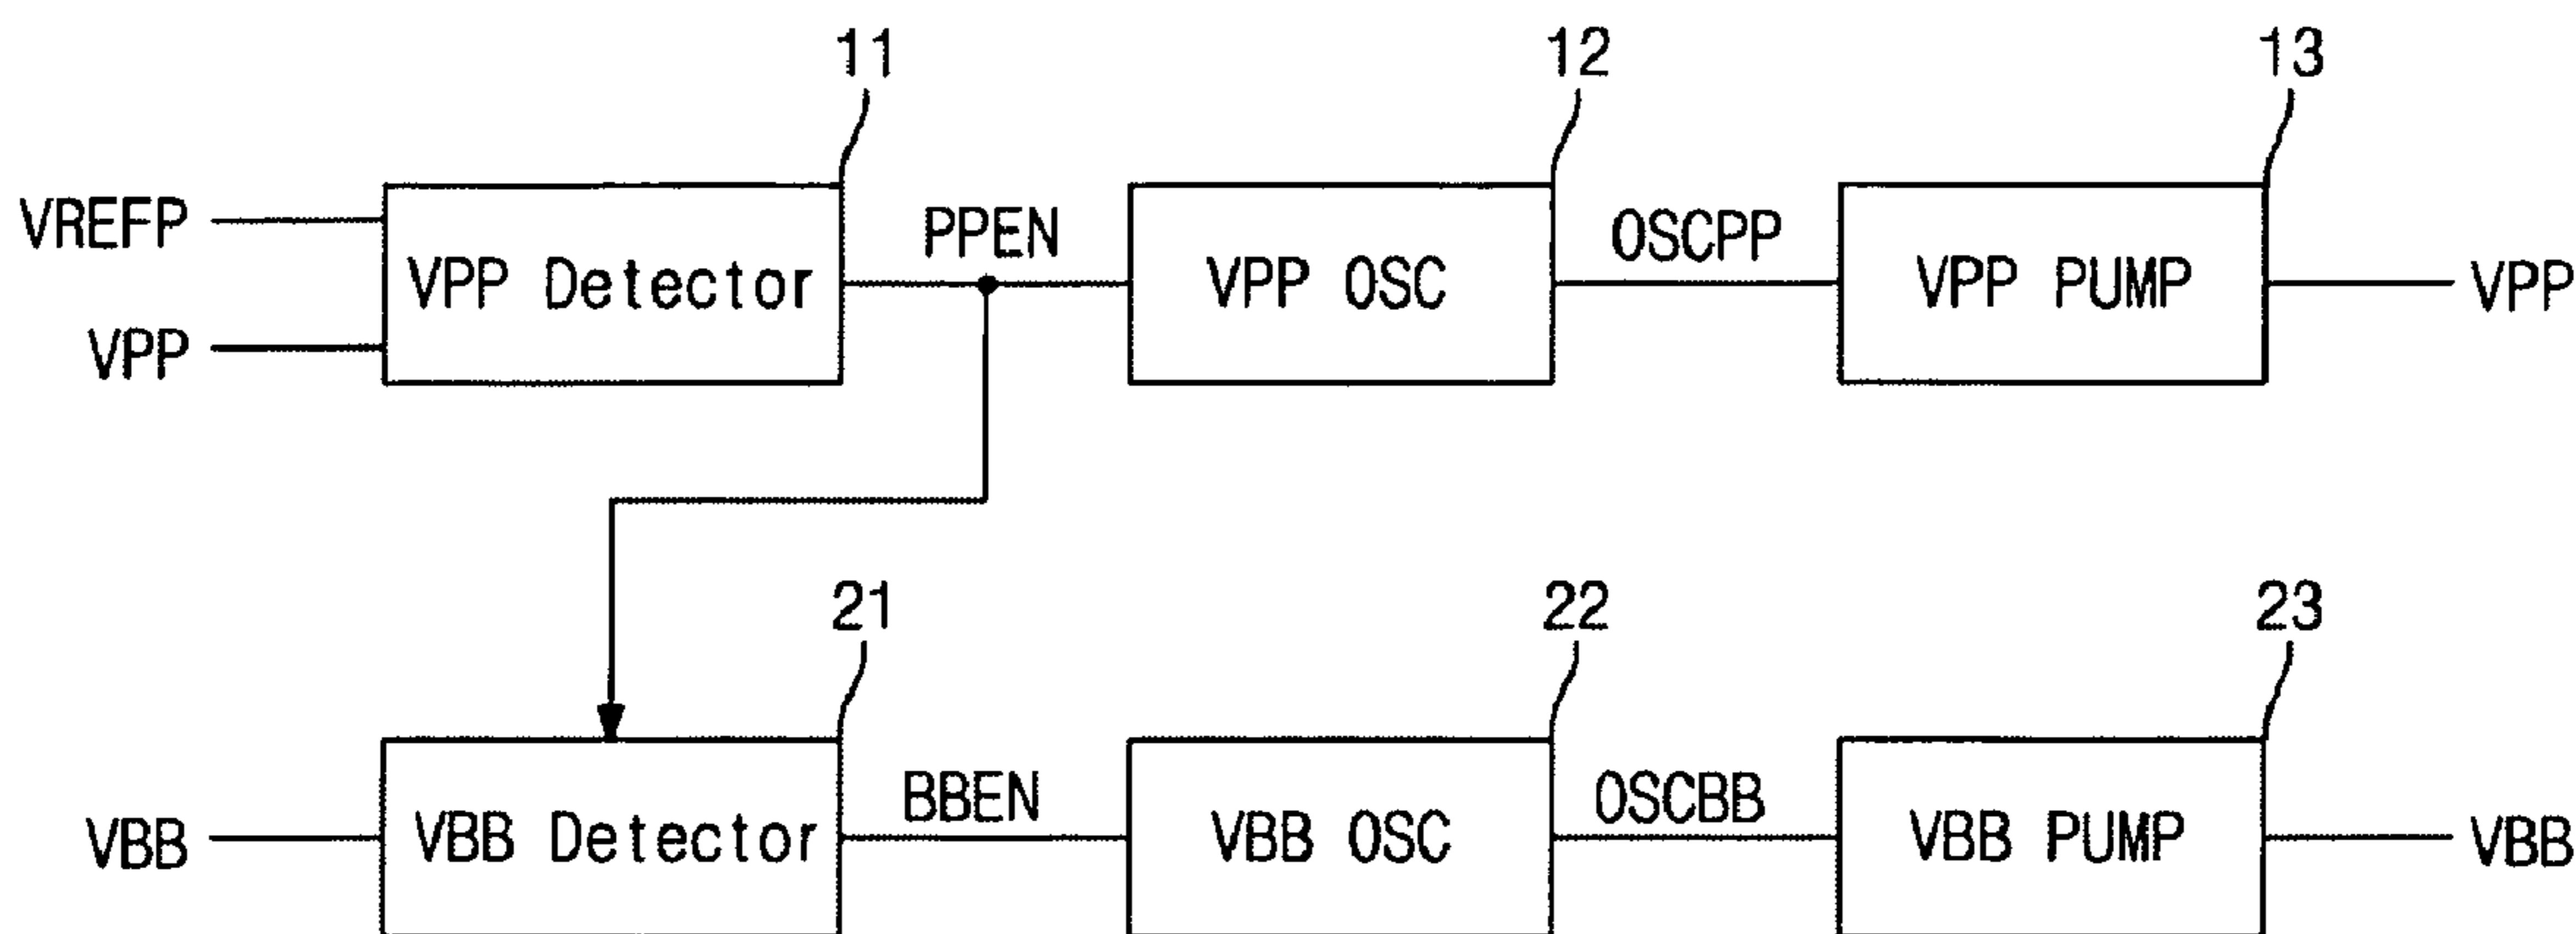 11
12
13
VREFP
VPP
VPP Detector
PPEN
VPP OSC
OSCPP
VPP PUMP
VPP
21
22
23
VBB
VBB Detector
BBEN
VBB OSC
OSCBB
VBB PUMP
VBB